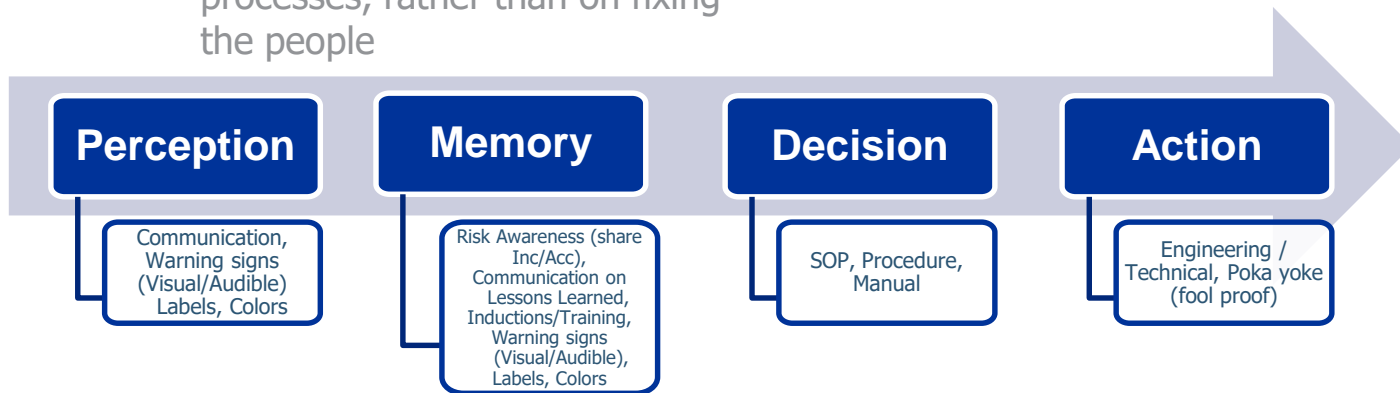 processes, rather than on fixing
the people
Perception
Memory
Decision
Action
Communication,
Warning signs
(Visual/Audible)
Labels, Colors
Risk Awareness (share
Inc/Acc),
Communication on
Lessons Learned,
Inductions/Training,
Warning signs
(Visual/Audible),
Labels, Colors
SOP, Procedure,
Manual
Engineering /
Technical, Poka yoke
(fool proof)